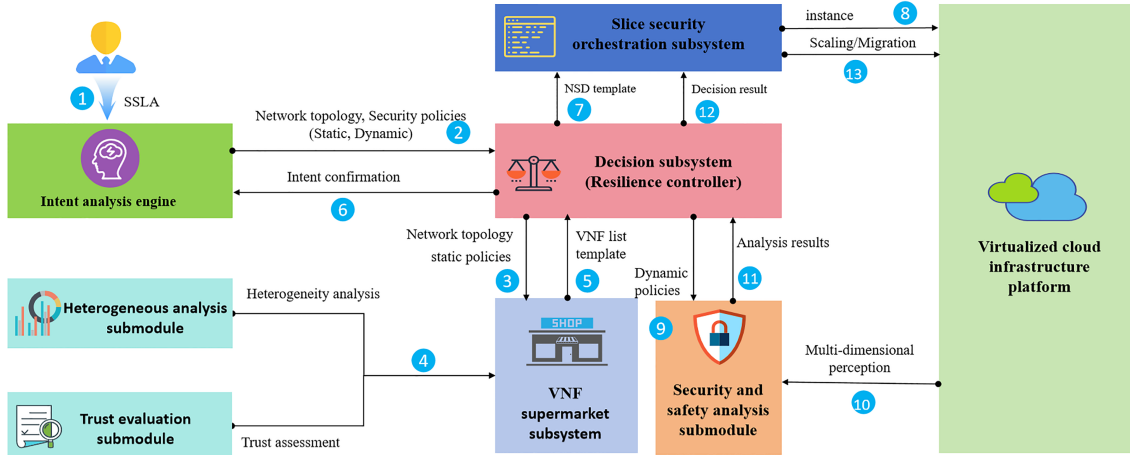 Slice security
orchestration subsystem
instance
8
Scaling/Migration
13
1
SSLA
NSD template
7
Decision result
12
Network topology, Security policies
(Static, Dynamic)
2
Intent analysis engine
Intent confirmation
6
Decision subsystem
(Resilience controller)
Virtualized cloud
infrastructure
platform
Network topology
static policies
3
VNF list
template
5
Dynamic
policies
9
Analysis results
11
Heterogeneous analysis
submodule
Heterogeneity analysis
4
Trust evaluation
submodule
Trust assessment
SHOP
VNF
supermarket
subsystem
Security and
safety analysis
submodule
Multi-dimensional
perception
10